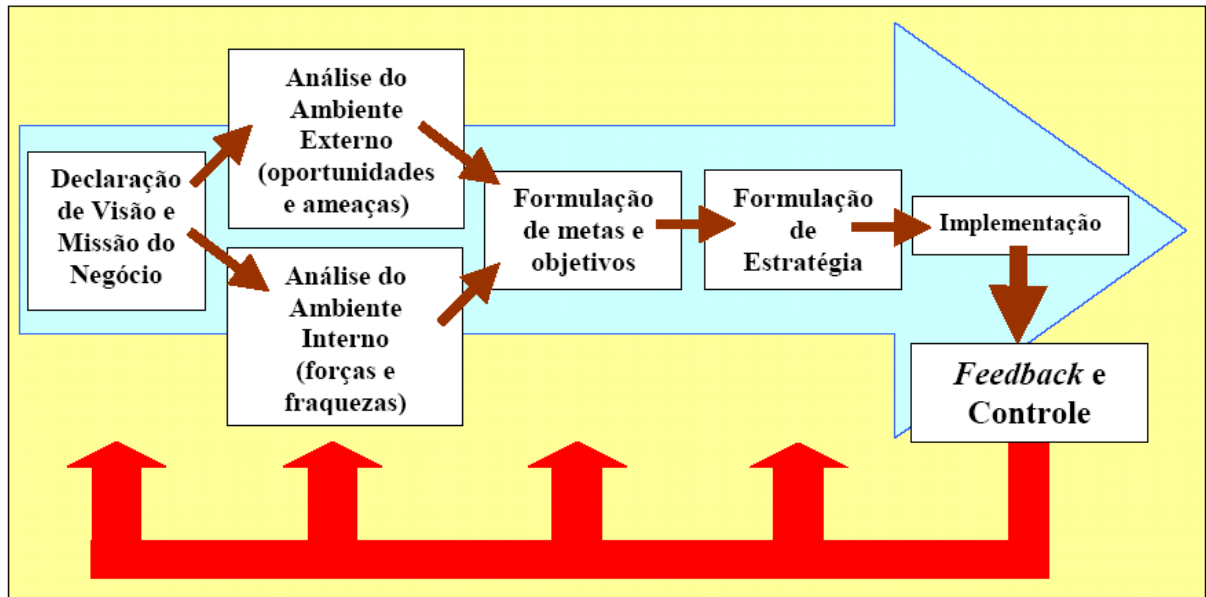 Declaração
de Visão e
Missão do
Negócio
Análise do
Ambiente
Externo
(oportunidades
e ameaças)
Análise do
Ambiente
Interno
(forças e
fraquezas)
Formulação
de metas e
objetivos
Formulação
de
Estratégia
Implementação
Feedback e
Controle